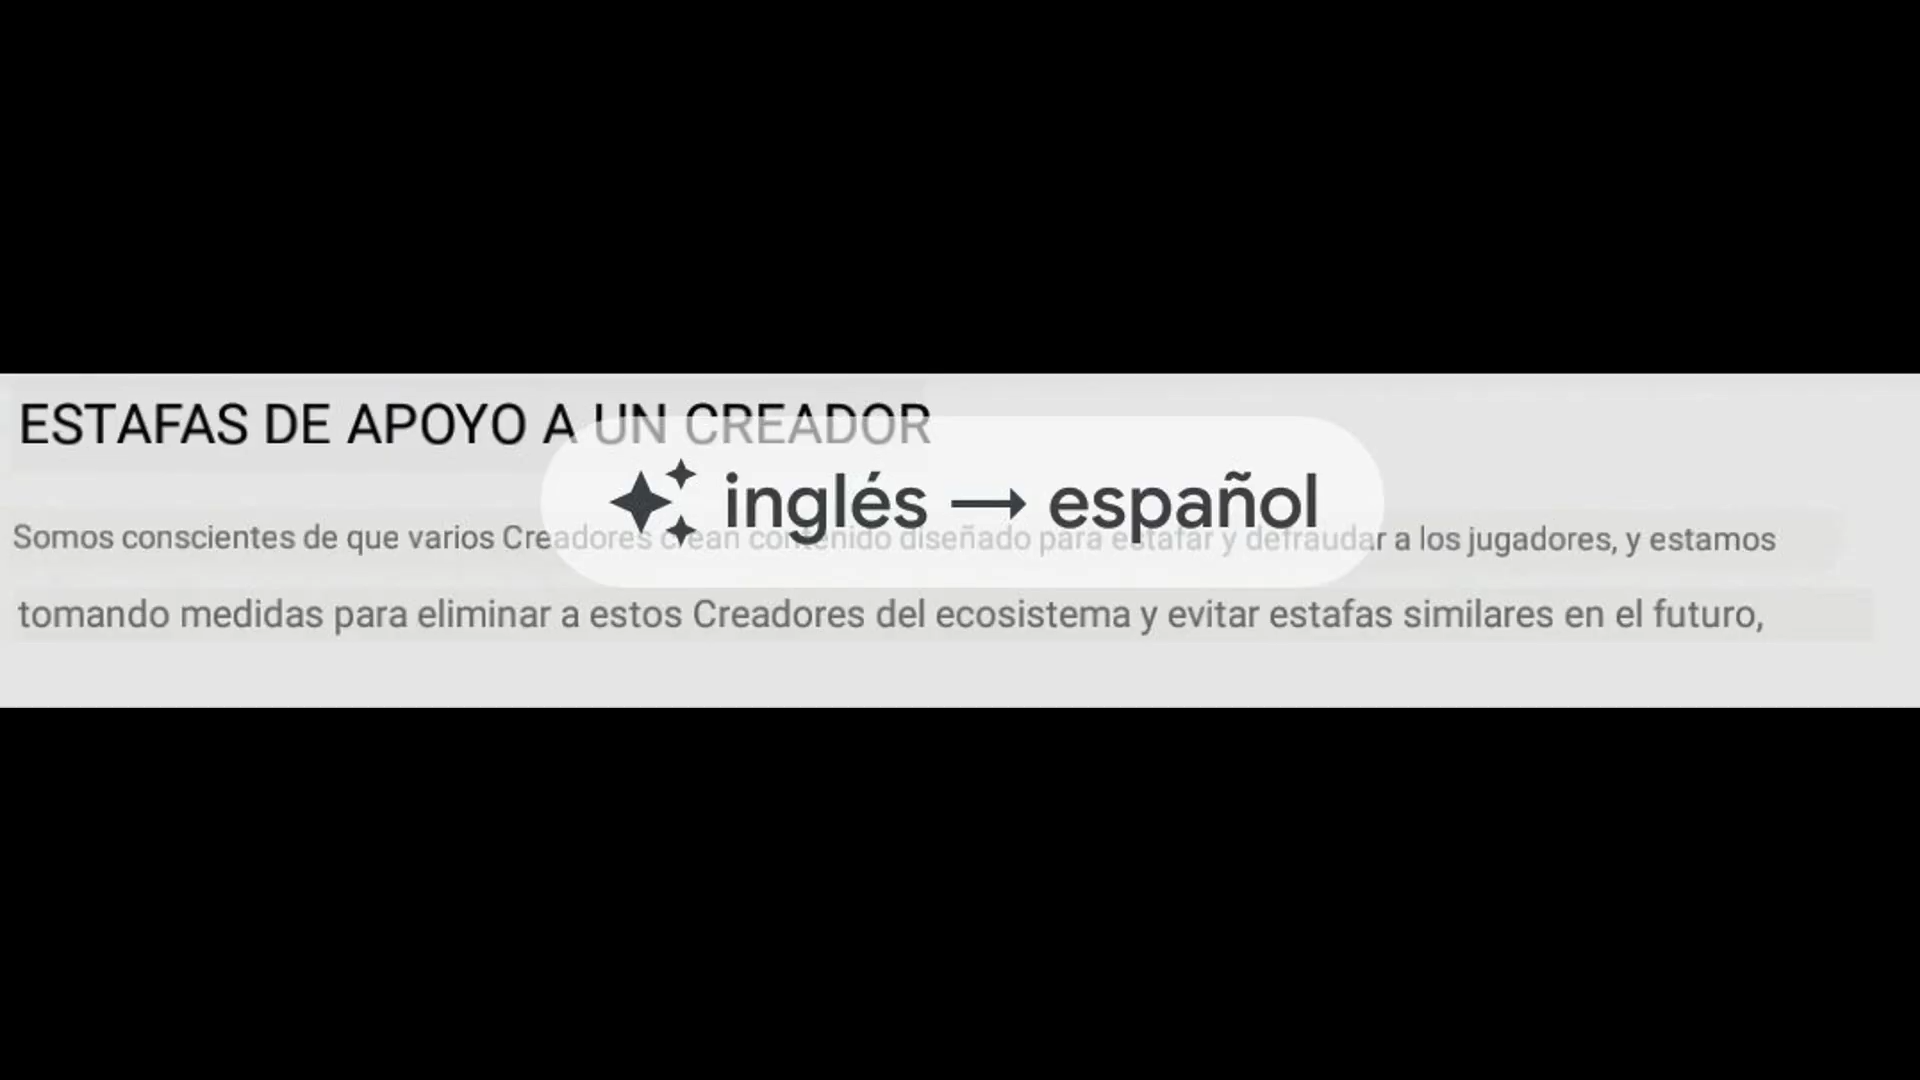 ESTAFAS DE APOYO A UN CREADOR
inglés → español
Somos conscientes de que varios Creadores crean contenido diseñado para estafar y defraudar a los jugadores, y estamos
tomando medidas para eliminar a estos Creadores del ecosistema y evitar estafas similares en el futuro,